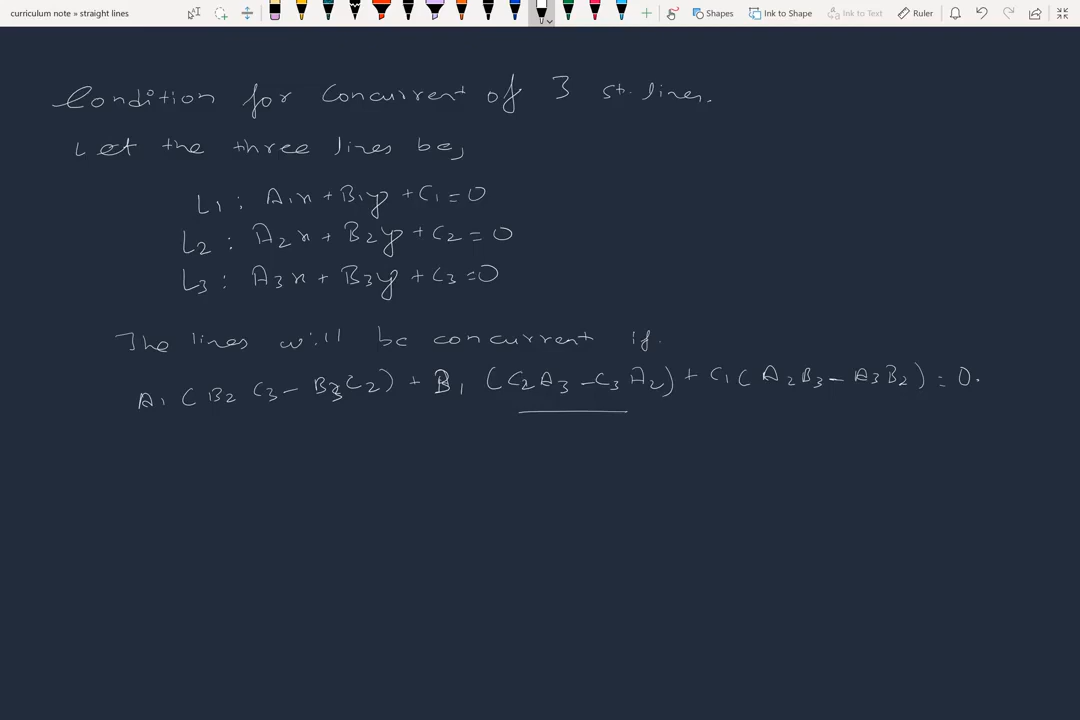 curriculum note » straight lines
Shapes Ink to Shape Ink to Text Ruler
Condition for concurrent of 3 st. lines.
Let the three lines be,
L₁ : A₁x + B₁y + C₁ = 0
L₂ : A₂x + B₂y + C₂ = 0
L₃ : A₃x + B₃y + C₃ = 0
The lines will be concurrent if.
A₁ (B₂ C₃ – B₃C₂) + B₁ (C₂A₃ – C₃A₂) + C₁(A₂B₃ – A₃B₂) = 0.